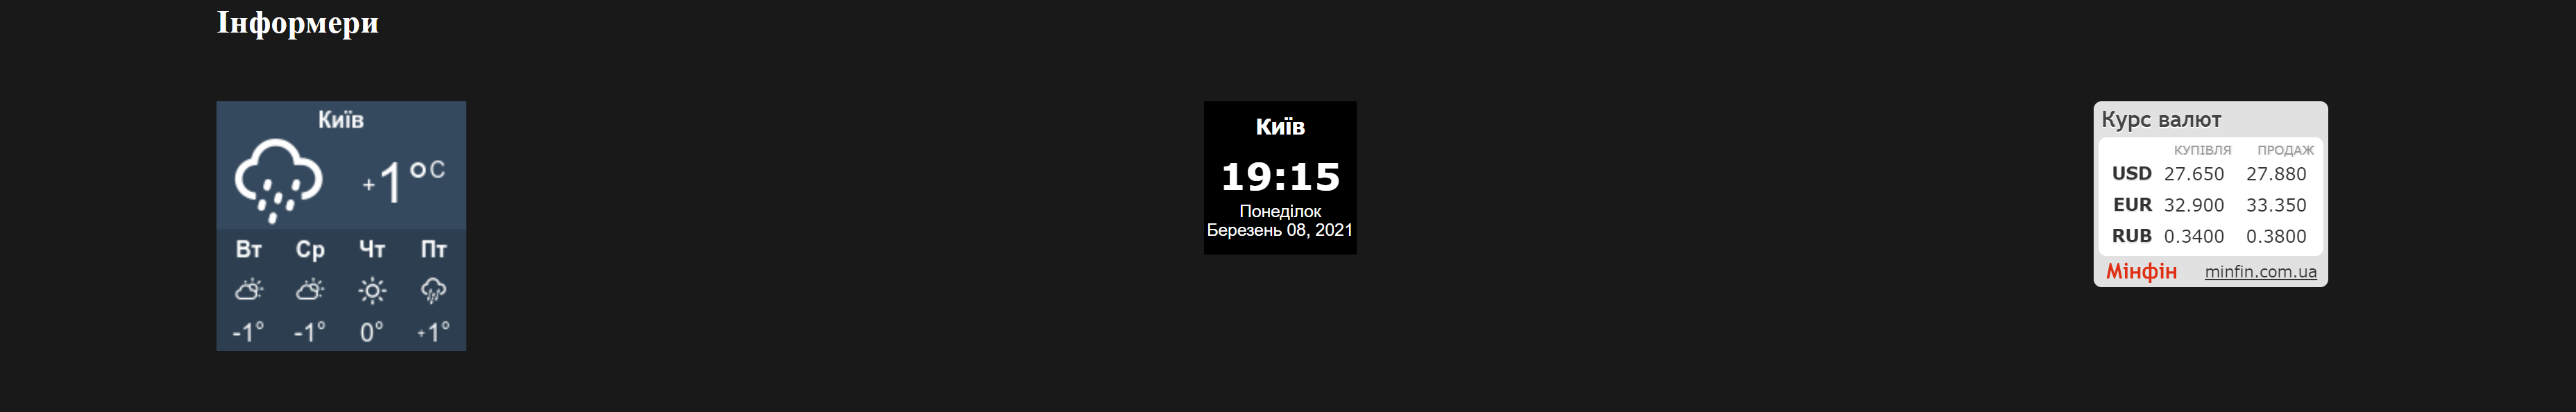 Інформери
Київ
+1°C
Вт Ср Чт Пт
-1° -1° 0° +1°
Київ
19:15
Понеділок
Березень 08, 2021
Курс валют
КУПІВЛЯ ПРОДАЖ
USD 27.650 27.880
EUR 32.900 33.350
RUB 0.3400 0.3800
Мінфін minfin.com.ua